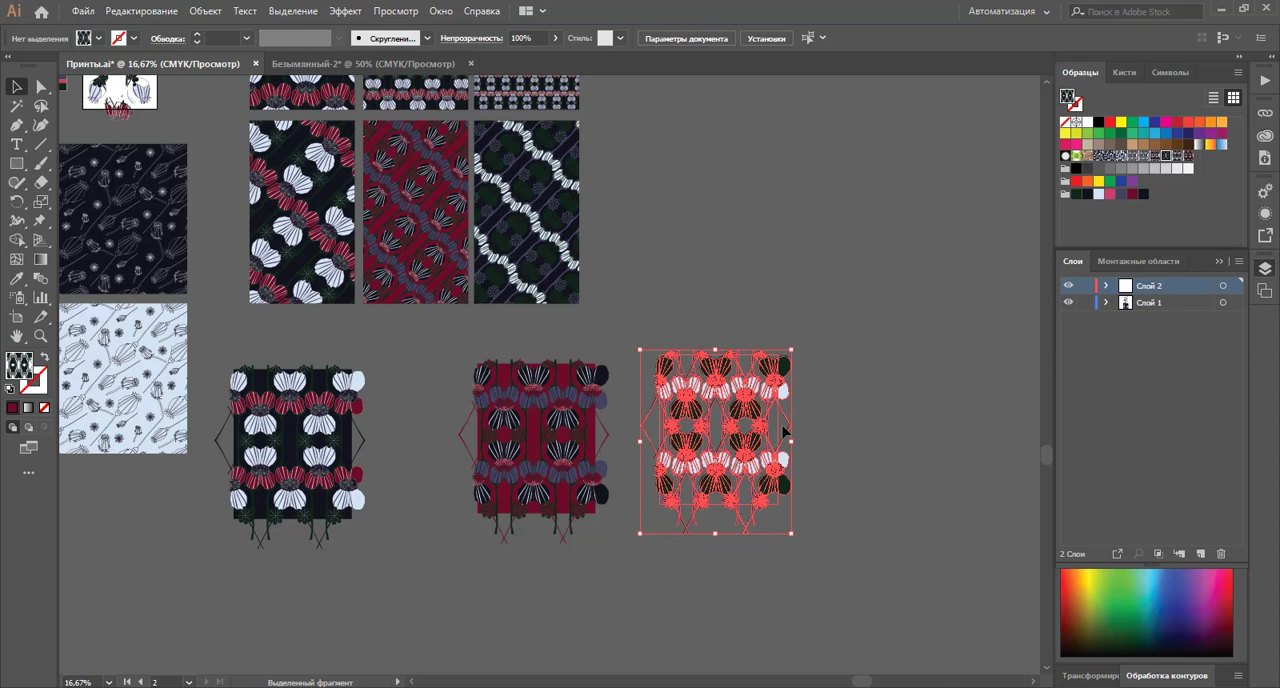 Ai Файл Редактирование Объект Текст Выделение Эффект Просмотр Окно Справка Автоматизация Поиск в Adobe Stock
Нет выделения Обводка: Скруглени... Непрозрачность: 100% Стиль: Параметры документа Установки
Принты.ai* @ 16,67% (CMYK/Просмотр) × Безымянный-2* @ 50% (CMYK/Просмотр) ×
Образцы Кисти Символы
Слои Монтажные области
Слой 2
Слой 1
2 Слои
Трансформир Обработка контуров
16,67% 2 Выделенный фрагмент